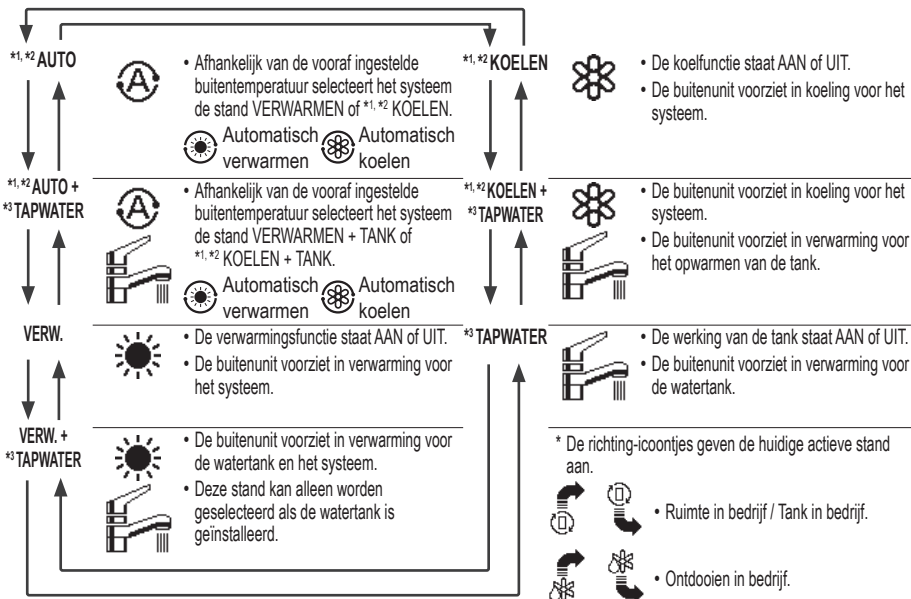 *1, *2 AUTO
• Afhankelijk van de vooraf ingestelde
buitentemperatuur selecteert het systeem
de stand VERWARMEN of *1, *2 KOELEN.
Automatisch
verwarmen
Automatisch
koelen
*1, *2 AUTO +
*3 TAPWATER
• Afhankelijk van de vooraf ingestelde
buitentemperatuur selecteert het systeem
de stand VERWARMEN + TANK of
*1, *2 KOELEN + TANK.
Automatisch
verwarmen
Automatisch
koelen
VERW.
• De verwarmingsfunctie staat AAN of UIT.
• De buitenunit voorziet in verwarming voor
het systeem.
VERW. +
*3 TAPWATER
• De buitenunit voorziet in verwarming voor
de watertank en het systeem.
• Deze stand kan alleen worden
geselecteerd als de watertank is
geïnstalleerd.
*1, *2 KOELEN
• De koelfunctie staat AAN of UIT.
• De buitenunit voorziet in koeling voor het
systeem.
*1, *2 KOELEN +
*3 TAPWATER
• De buitenunit voorziet in koeling voor het
systeem.
• De buitenunit voorziet in verwarming voor
het opwarmen van de tank.
*3 TAPWATER
• De werking van de tank staat AAN of UIT.
• De buitenunit voorziet in verwarming voor
de watertank.
* De richting-icoontjes geven de huidige actieve stand
aan.
• Ruimte in bedrijf / Tank in bedrijf.
• Ontdooien in bedrijf.